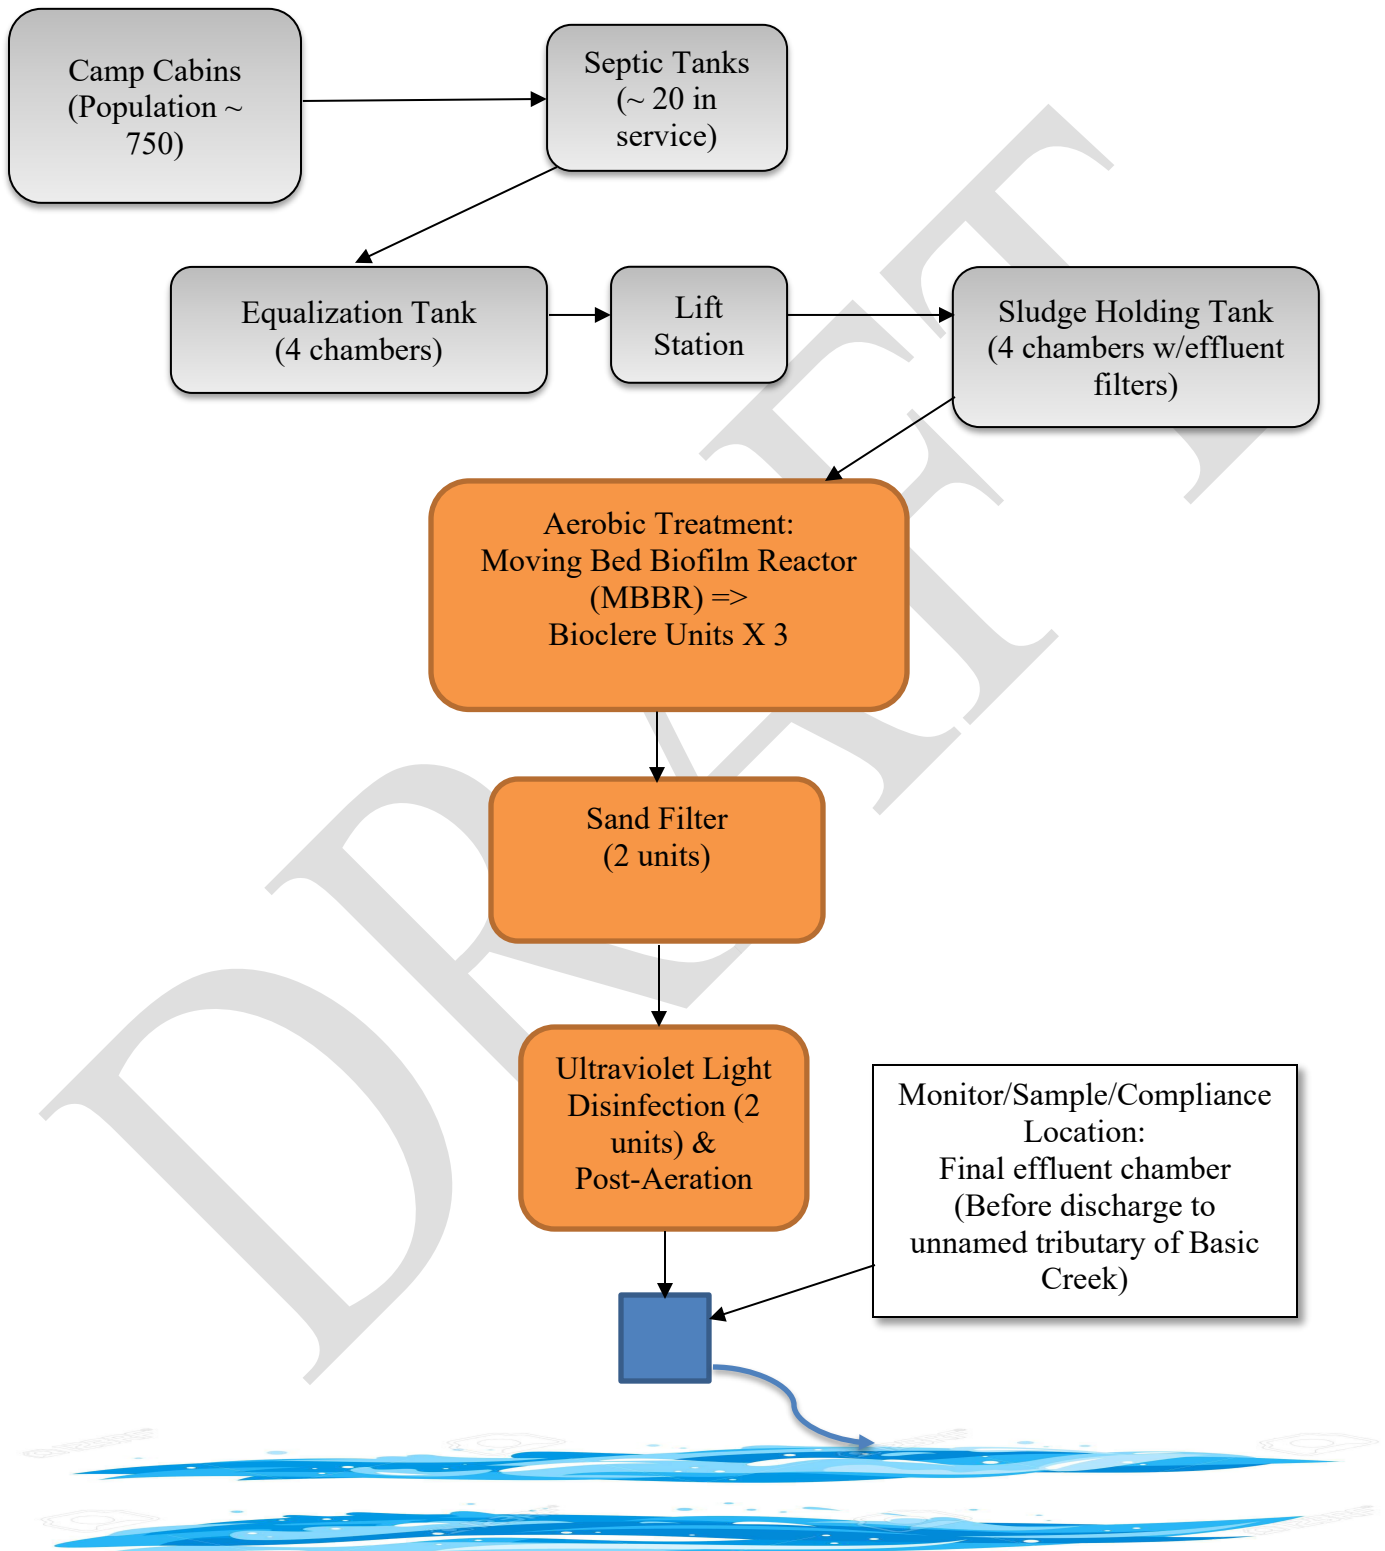 Camp Cabins
(Population ~
750)
Septic Tanks
(~ 20 in
service)
Equalization Tank
(4 chambers)
Lift
Station
Sludge Holding Tank
(4 chambers w/effluent
filters)
Aerobic Treatment:
Moving Bed Biofilm Reactor
(MBBR) =>
Bioclere Units X 3
Sand Filter
(2 units)
Ultraviolet Light
Disinfection (2
units) &
Post-Aeration
Monitor/Sample/Compliance
Location:
Final effluent chamber
(Before discharge to
unnamed tributary of Basic
Creek)
DRAFT